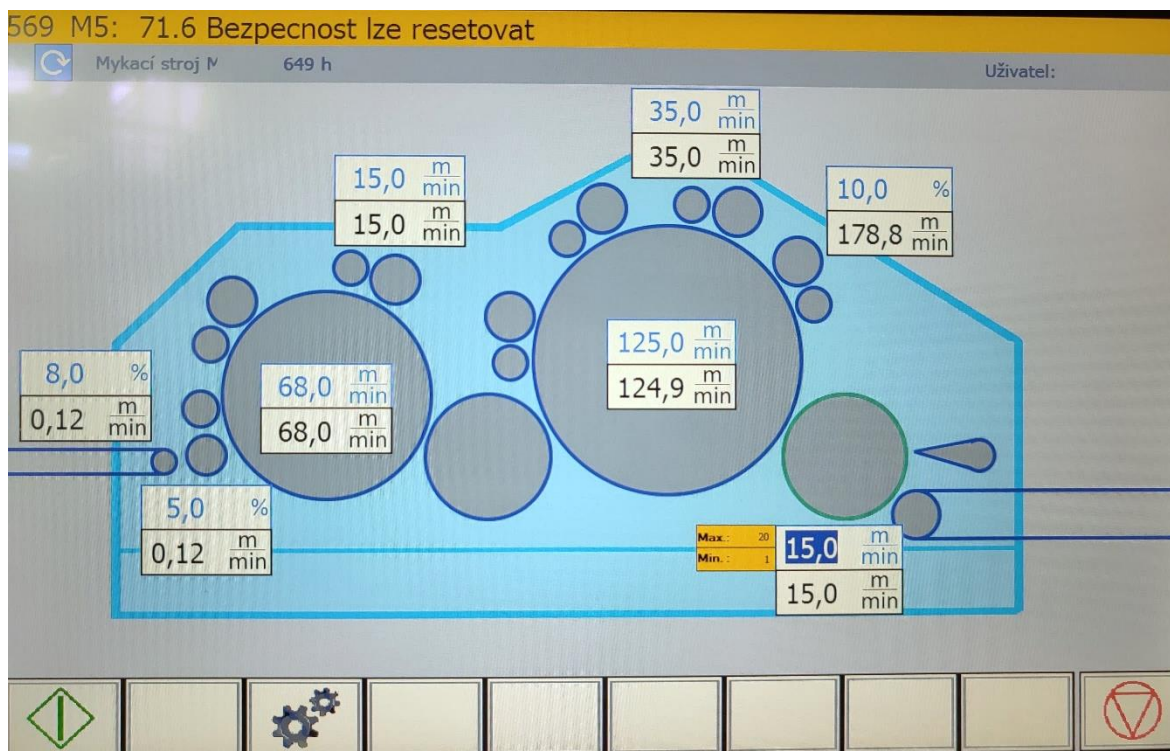 569 M5: 71.6 Bezpecnost lze resetovat
Mykací stroj M 649 h
Uživatel:
35,0 m/min
35,0 m/min
15,0 m/min
15,0 m/min
10,0 %
178,8 m/min
125,0 m/min
124,9 m/min
8,0 %
0,12 m/min
68,0 m/min
68,0 m/min
5,0 %
0,12 m/min
Max.: 20
Min.: 1
15,0 m/min
15,0 m/min